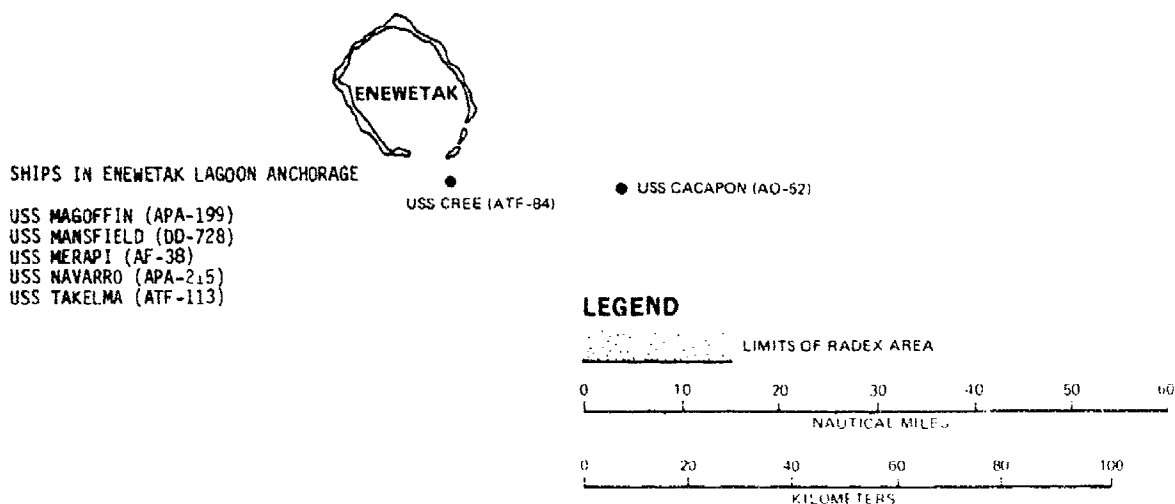 ENEWETAK
SHIPS IN ENEWETAK LAGOON ANCHORAGE
USS CREE (ATF-84)
USS CACAPON (AO-52)
USS MAGOFFIN (APA-199)
USS MANSFIELD (DD-728)
USS MERAPI (AF-38)
USS NAVARRO (APA-215)
USS TAKELMA (ATF-113)
LEGEND
LIMITS OF RADEX AREA
0 10 20 30 40 50 60
NAUTICAL MILES
0 20 40 60 80 100
KILOMETERS